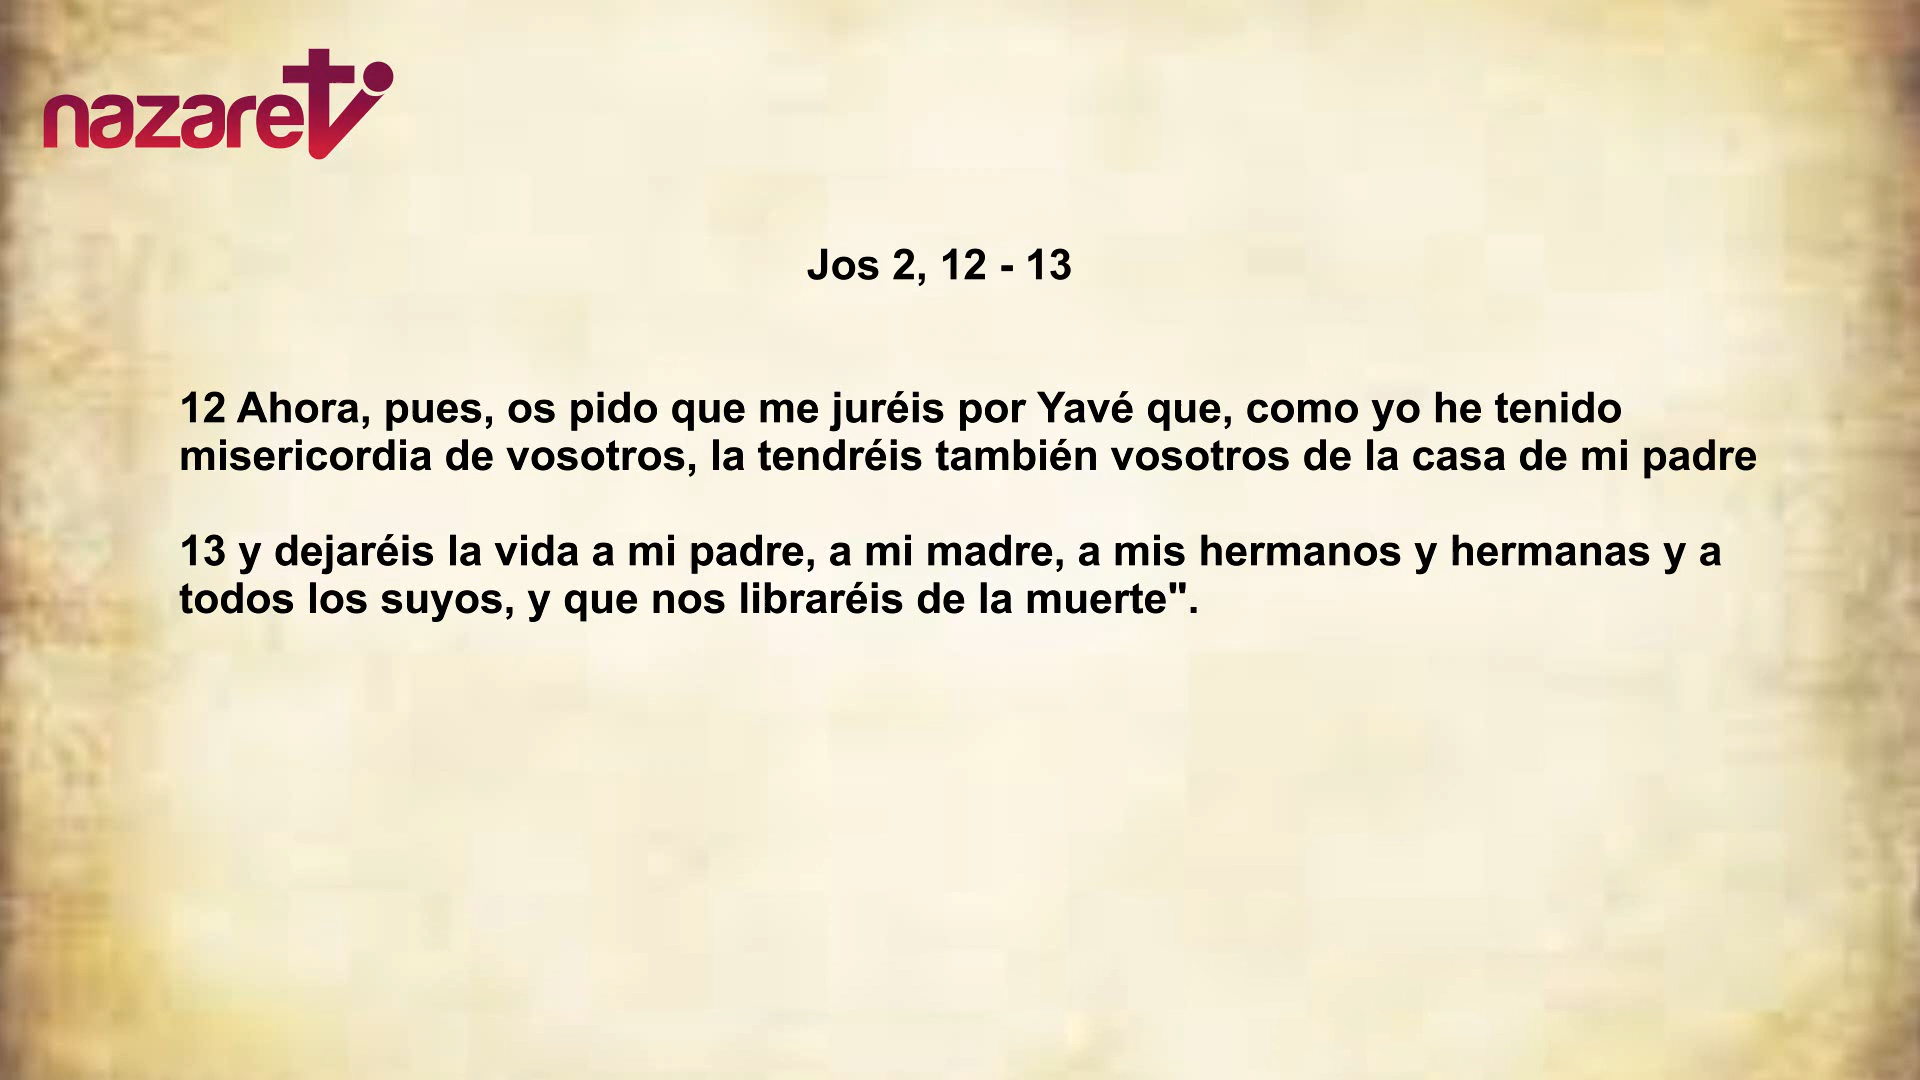 nazaretv
Jos 2, 12 - 13
12 Ahora, pues, os pido que me juréis por Yavé que, como yo he tenido
misericordia de vosotros, la tendréis también vosotros de la casa de mi padre
13 y dejaréis la vida a mi padre, a mi madre, a mis hermanos y hermanas y a
todos los suyos, y que nos libraréis de la muerte".